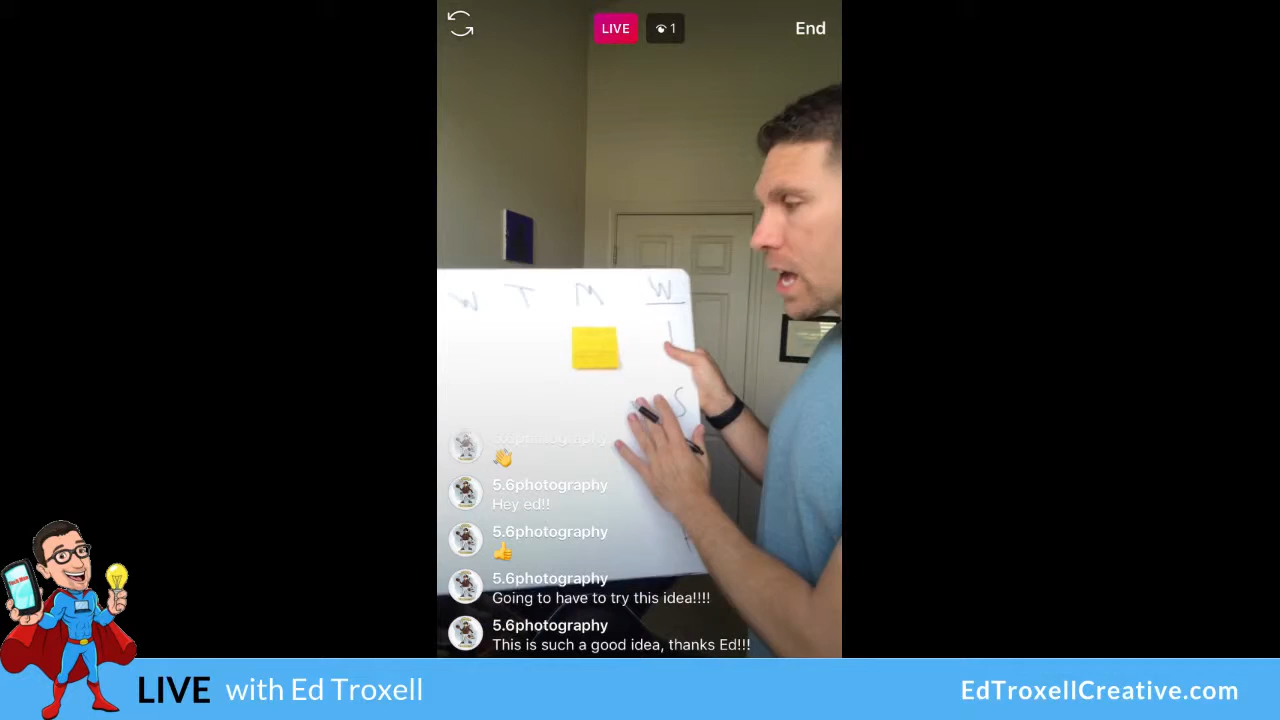 LIVE
1
End
W T M W
1
5.6photography
Hey ed!!
5.6photography
5.6photography
Going to have to try this idea!!!!
5.6photography
This is such a good idea, thanks Ed!!!
LIVE with Ed Troxell
EdTroxellCreative.com